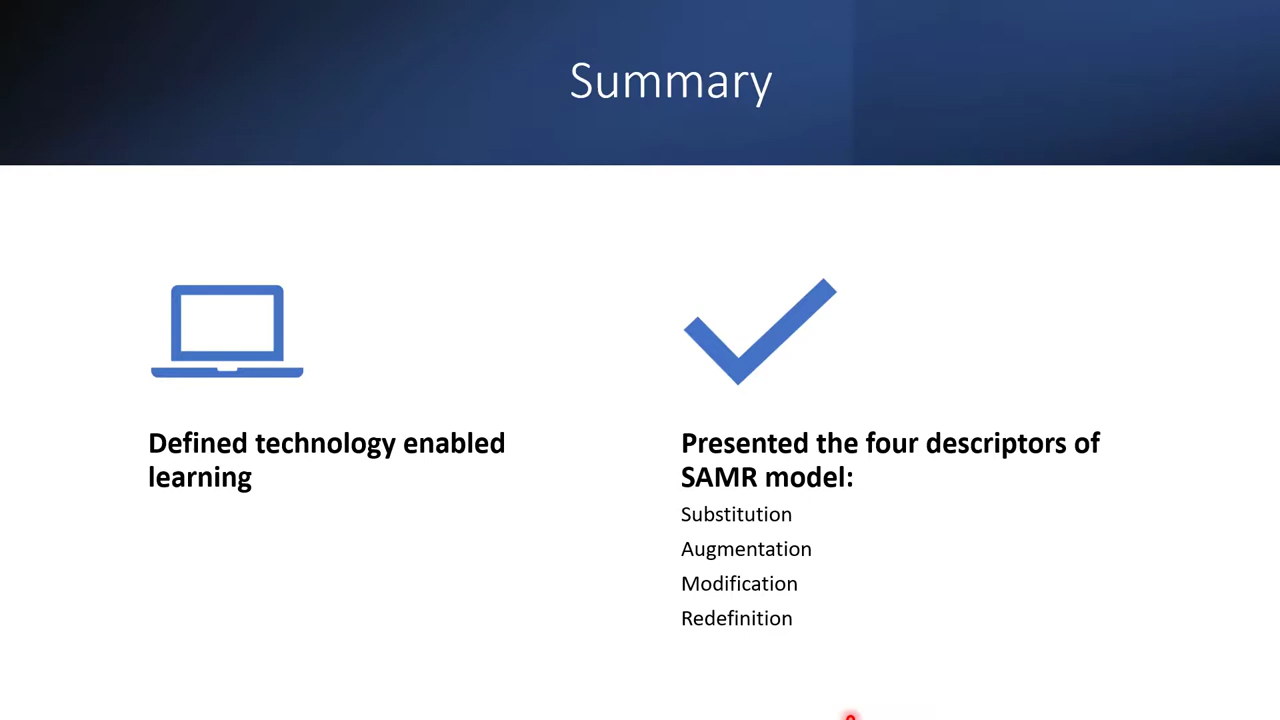 Summary
Defined technology enabled
learning
Presented the four descriptors of
SAMR model:
Substitution
Augmentation
Modification
Redefinition